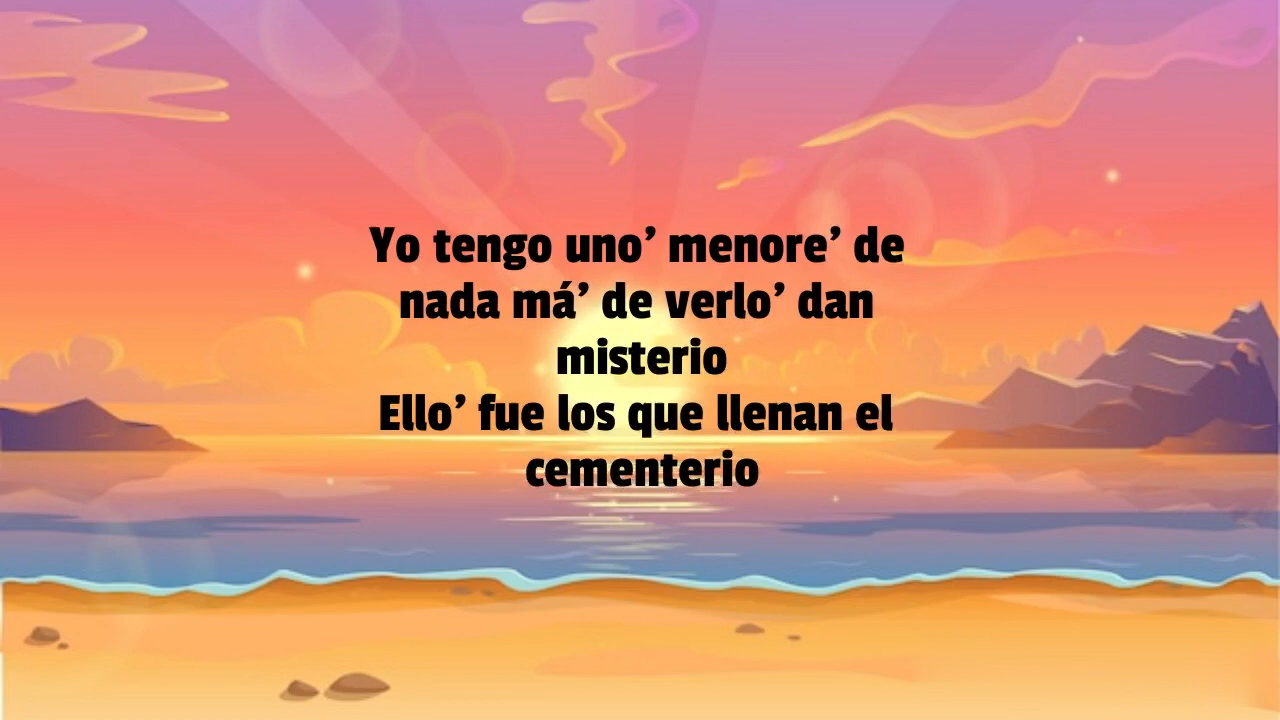 Yo tengo uno’ menore’ de
nada má’ de verlo’ dan
misterio
Ello’ fue los que llenan el
cementerio